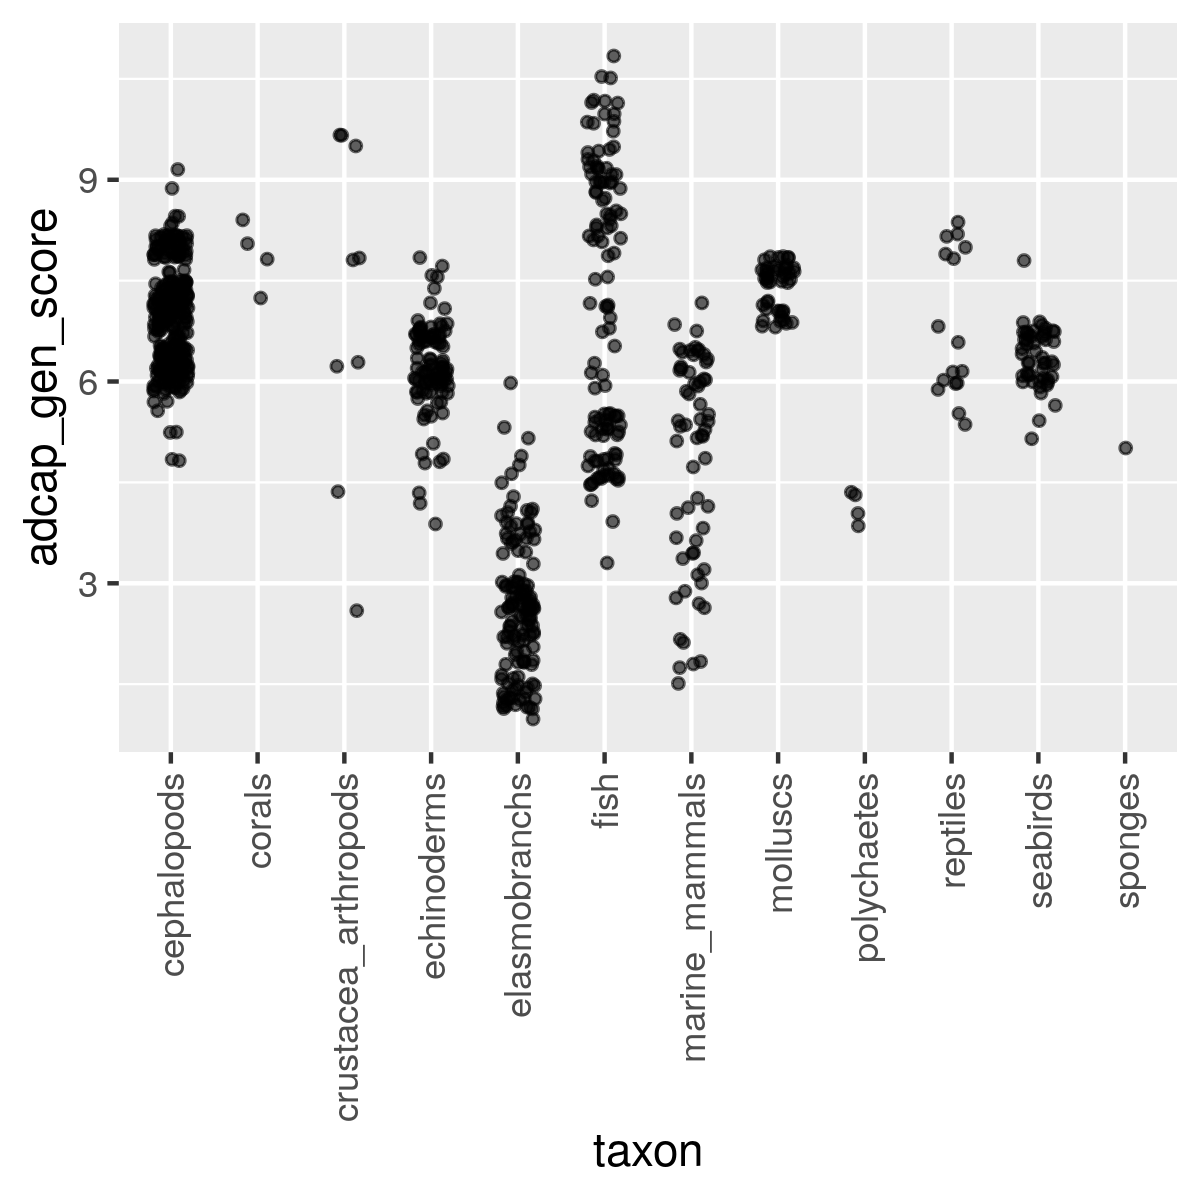 adcap_gen_score
9
6
3
cephalopods
corals
crustacea_arthropods
echinoderms
elasmobranchs
fish
marine_mammals
molluscs
polychaetes
reptiles
seabirds
sponges
taxon